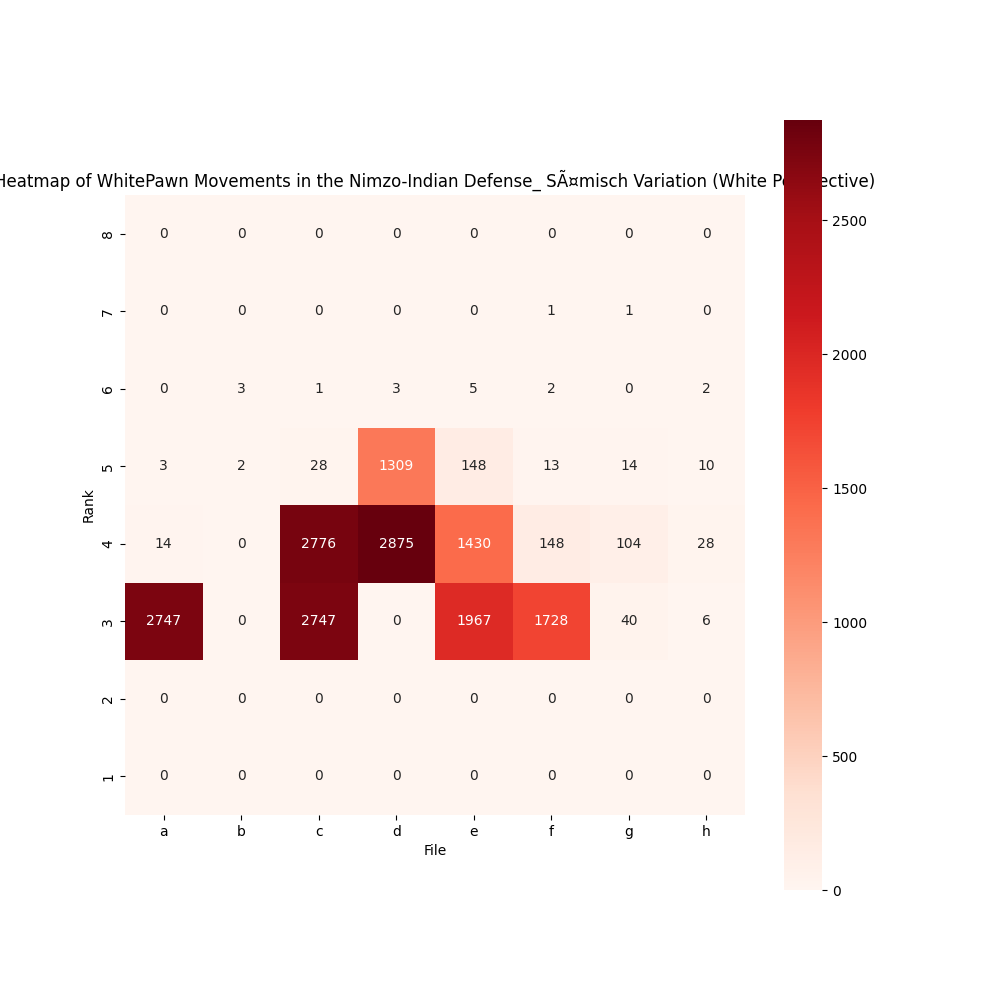 Heatmap of WhitePawn Movements in the Nimzo-Indian Defense_ SÃ¤misch Variation (White P  ective)
2500
8 0 0 0 0 0 0 0 0
7 0 0 0 0 0 1 1 0
2000
6 0 3 1 3 5 2 0 2
5 3 2 28 1309 148 13 14 10
1500
Rank
4 14 0 2776 2875 1430 148 104 28
1000
3 2747 0 2747 0 1967 1728 40 6
2 0 0 0 0 0 0 0 0
500
1 0 0 0 0 0 0 0 0
a b c d e f g h
File
0